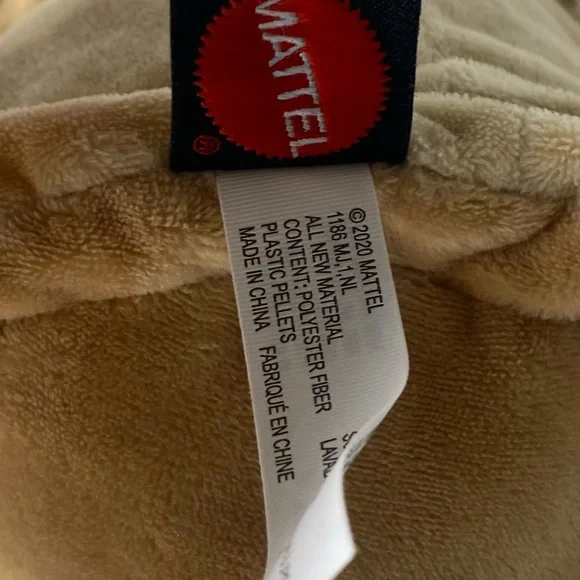 MATTEL
© 2020 MATTEL
1186 MJ,1,NL
ALL NEW MATERIAL
CONTENT: POLYESTER FIBER
PLASTIC PELLETS
MADE IN CHINA FABRIQUÉ EN CHINE